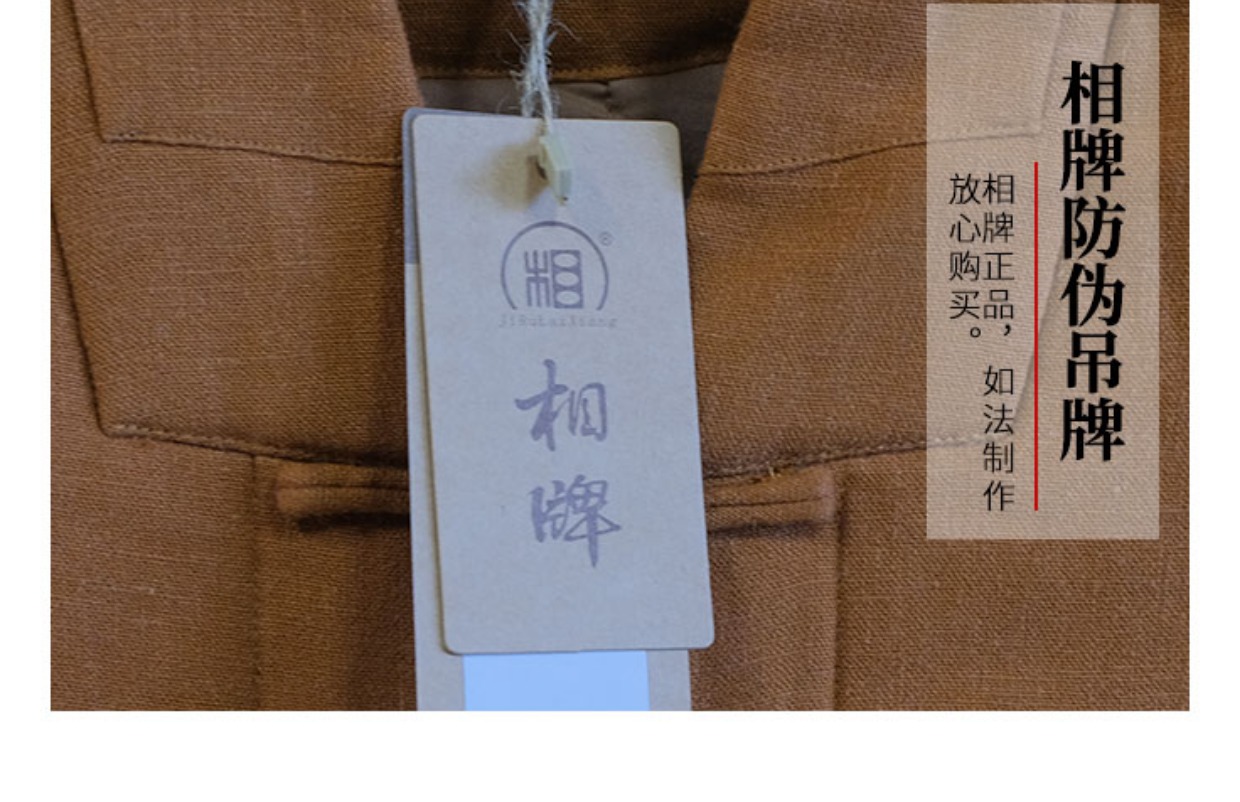 相牌防伪吊牌
相牌正品，如法制作
放心购买。
相
®
JiRuLaiXiang
相
牌